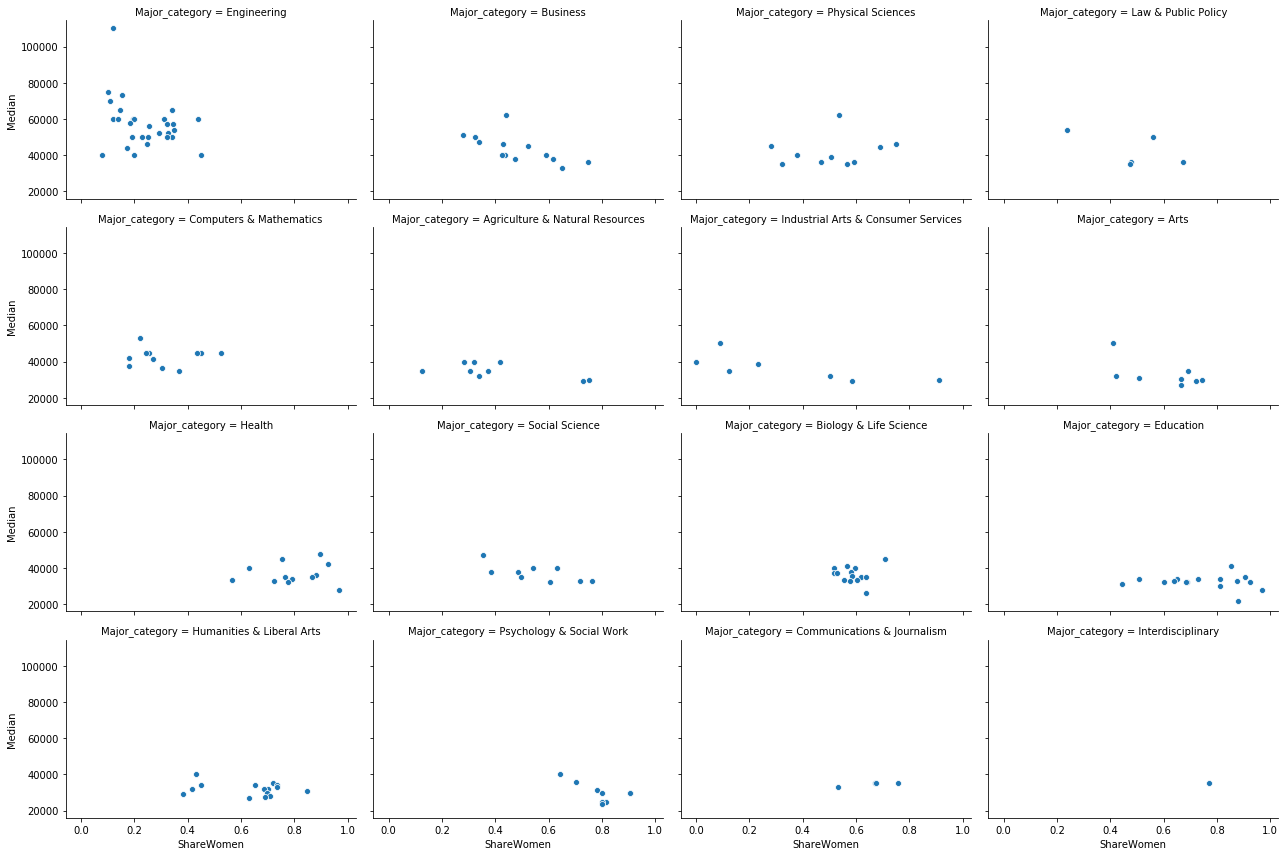 Major_category = Engineering
Major_category = Business
Major_category = Physical Sciences
Major_category = Law & Public Policy
100000
80000
60000
40000
20000
Median
Major_category = Computers & Mathematics
Major_category = Agriculture & Natural Resources
Major_category = Industrial Arts & Consumer Services
Major_category = Arts
100000
80000
60000
40000
20000
Median
Major_category = Health
Major_category = Social Science
Major_category = Biology & Life Science
Major_category = Education
100000
80000
60000
40000
20000
Median
Major_category = Humanities & Liberal Arts
Major_category = Psychology & Social Work
Major_category = Communications & Journalism
Major_category = Interdisciplinary
100000
80000
60000
40000
20000
Median
0.0 0.2 0.4 0.6 0.8 1.0
0.0 0.2 0.4 0.6 0.8 1.0
0.0 0.2 0.4 0.6 0.8 1.0
0.0 0.2 0.4 0.6 0.8 1.0
ShareWomen
ShareWomen
ShareWomen
ShareWomen